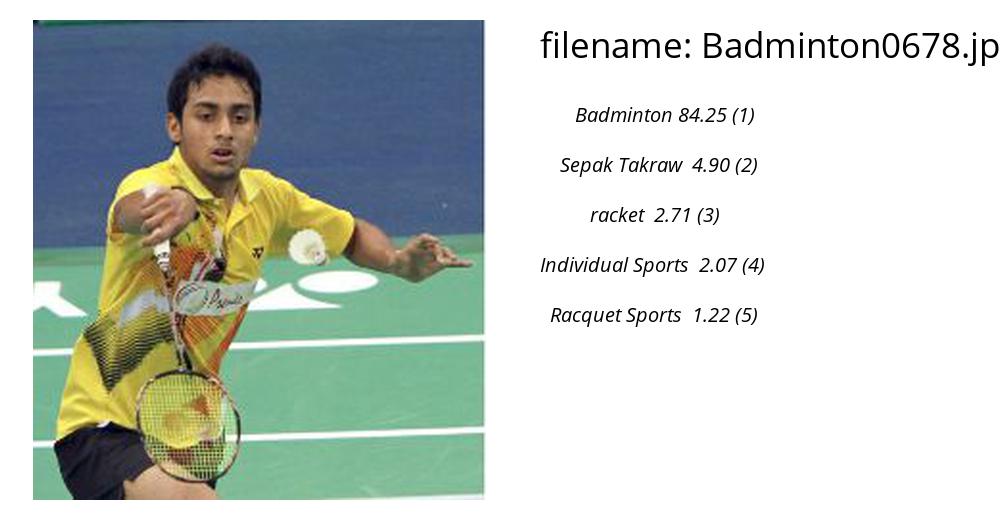 filename: Badminton0678.jp
Badminton 84.25 (1)
Sepak Takraw 4.90 (2)
racket 2.71 (3)
Individual Sports 2.07 (4)
Racquet Sports 1.22 (5)